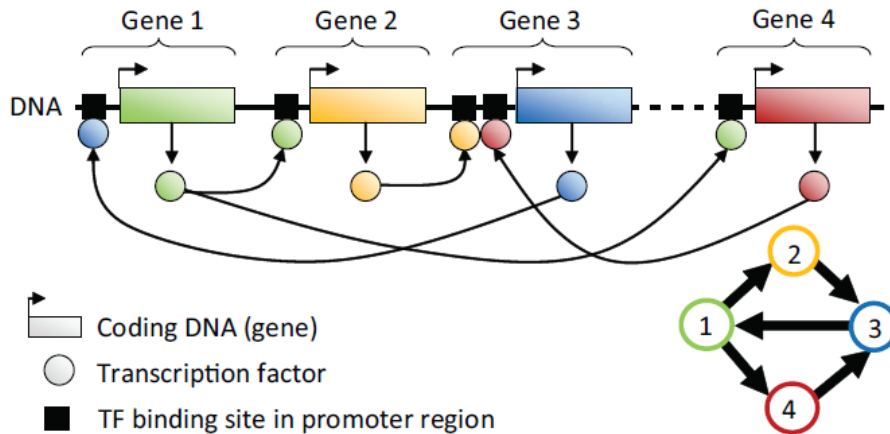 Gene 1 Gene 2 Gene 3 Gene 4
DNA
2
1
3
4
Coding DNA (gene)
Transcription factor
TF binding site in promoter region